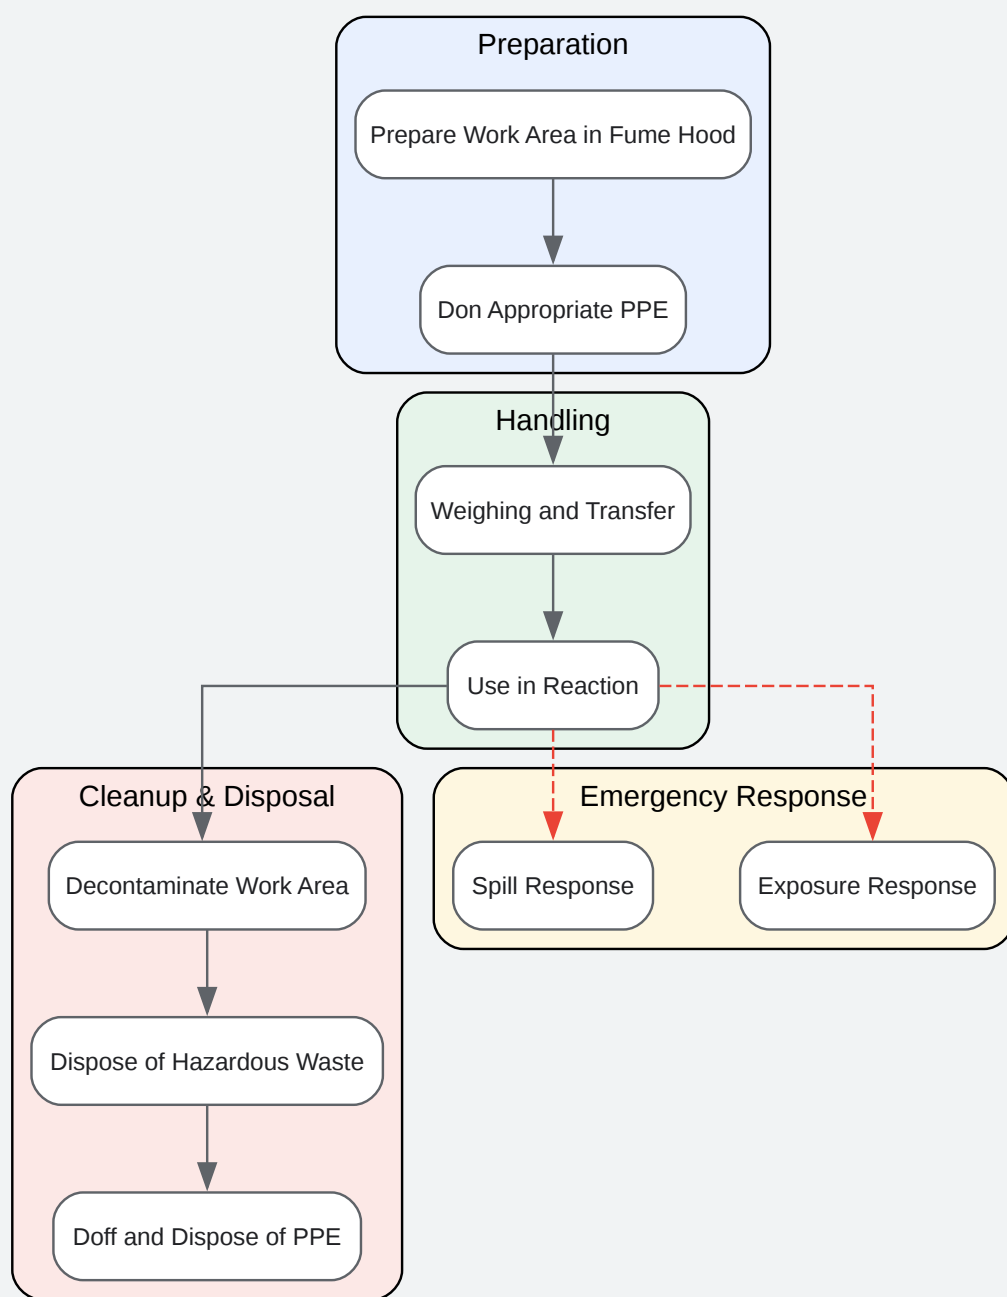 Preparation
Prepare Work Area in Fume Hood
Don Appropriate PPE
Handling
Weighing and Transfer
Use in Reaction
Cleanup & Disposal
Decontaminate Work Area
Dispose of Hazardous Waste
Doff and Dispose of PPE
Emergency Response
Spill Response
Exposure Response